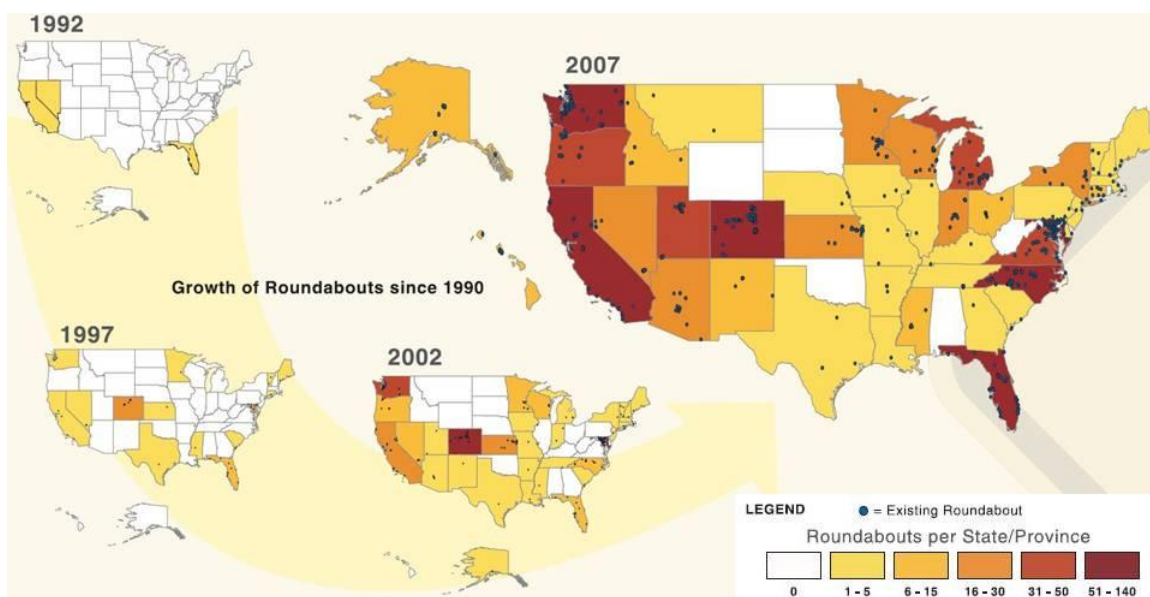 1992
2007
Growth of Roundabouts since 1990
1997
2002
LEGEND
= Existing Roundabout
Roundabouts per State/Province
0
1 - 5
6 - 15
16 - 30
31 - 50
51 - 140